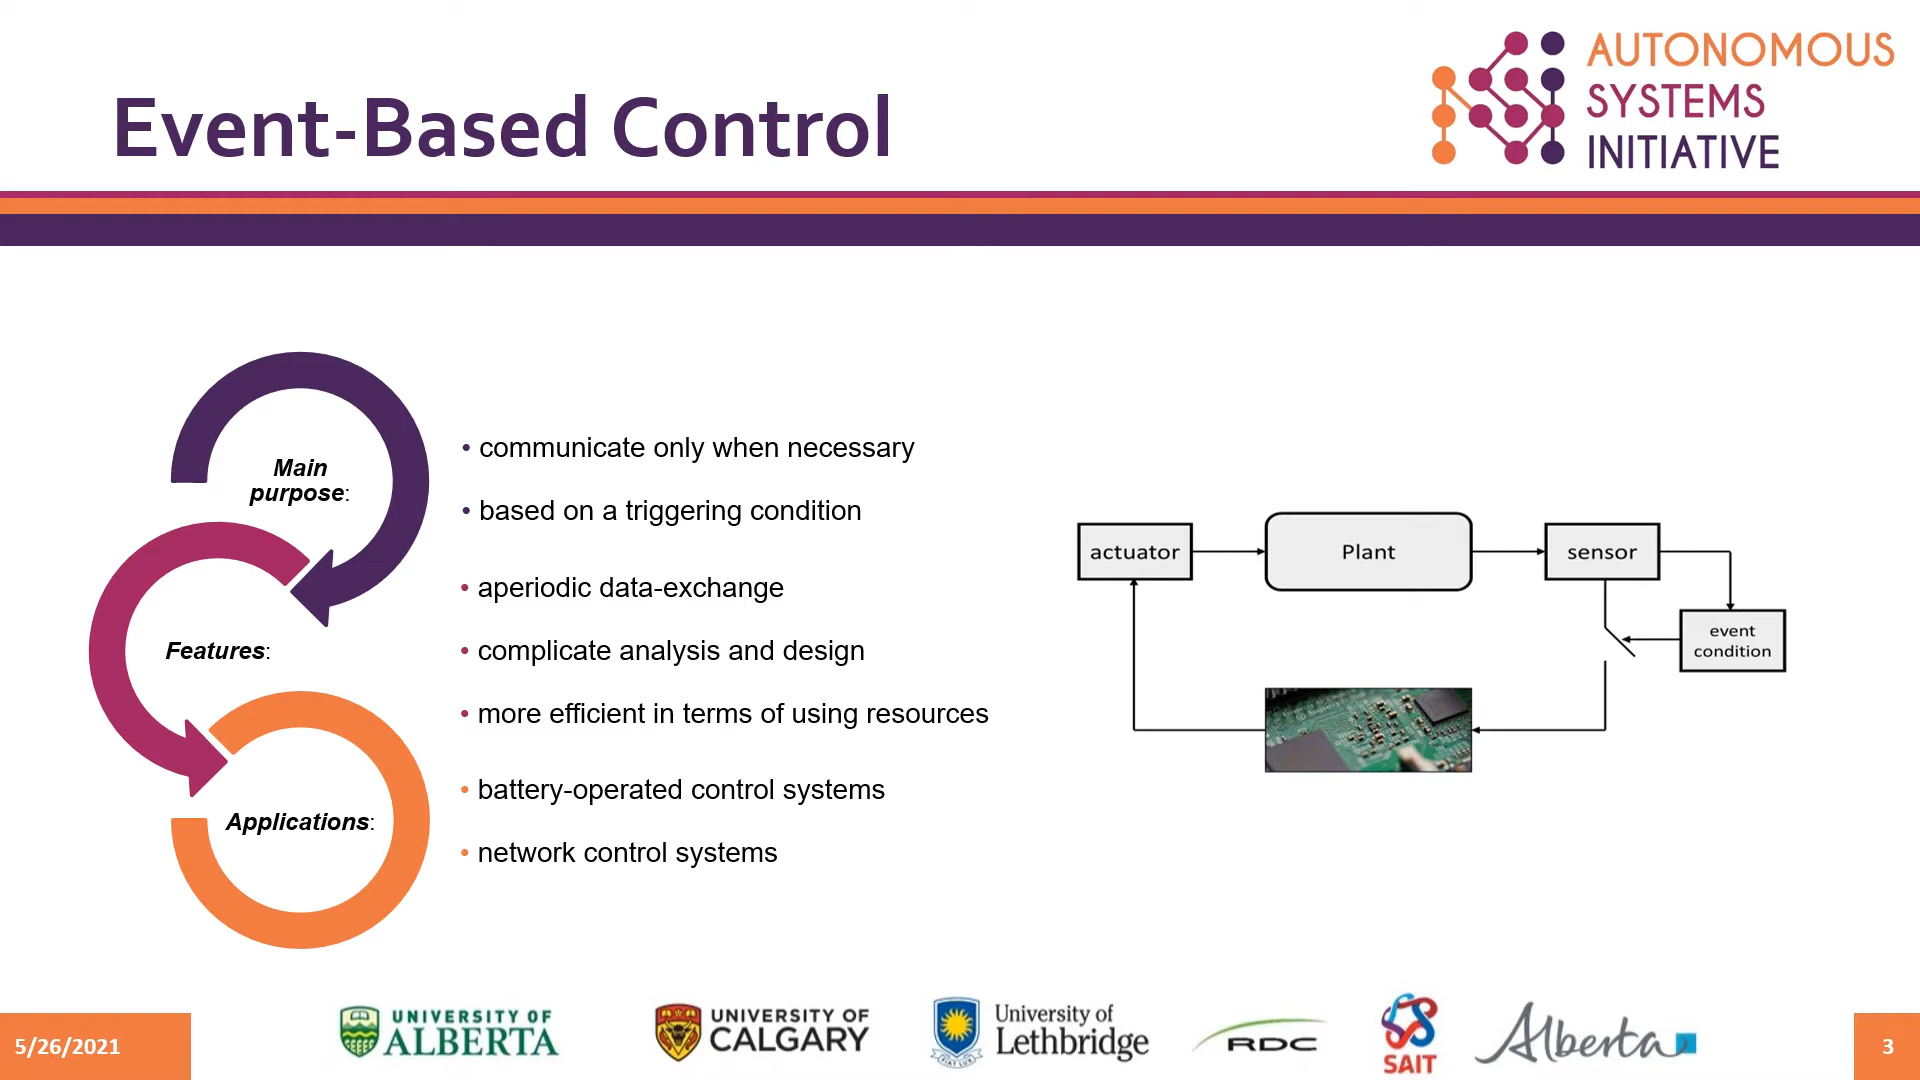 Event-Based Control
AUTONOMOUS
SYSTEMS
INITIATIVE
Main
purpose:
• communicate only when necessary
• based on a triggering condition
Features:
• aperiodic data-exchange
• complicate analysis and design
• more efficient in terms of using resources
Applications:
• battery-operated control systems
• network control systems
actuator
Plant
sensor
event
condition
5/26/2021
UNIVERSITY OF
ALBERTA
UNIVERSITY OF
CALGARY
FIAT LUX
University of
Lethbridge
RDC
SAIT
Alberta
3